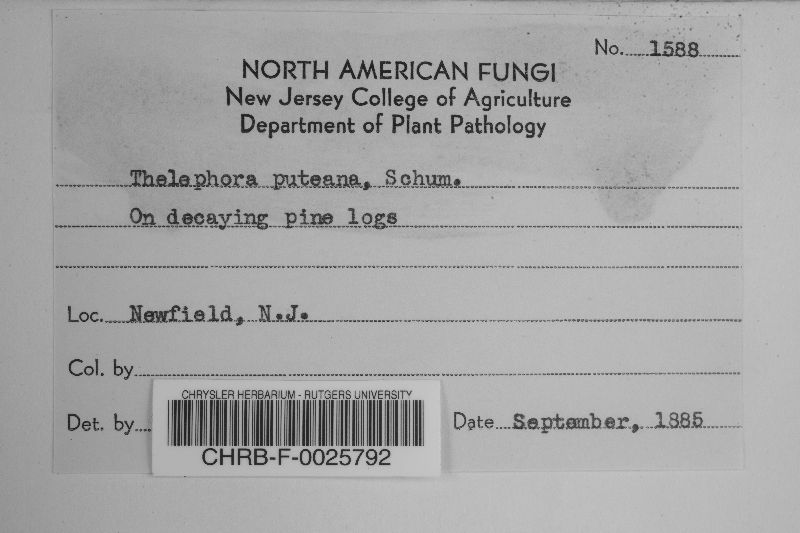 No. 1588
NORTH AMERICAN FUNGI
New Jersey College of Agriculture
Department of Plant Pathology
Thelephora puteana, Schum.
On decaying pine logs
Loc. Newfield, N.J.
Col. by
Det. by
Date September, 1885
CHRYSLER HERBARIUM - RUTGERS UNIVERSITY
CHRB-F-0025792